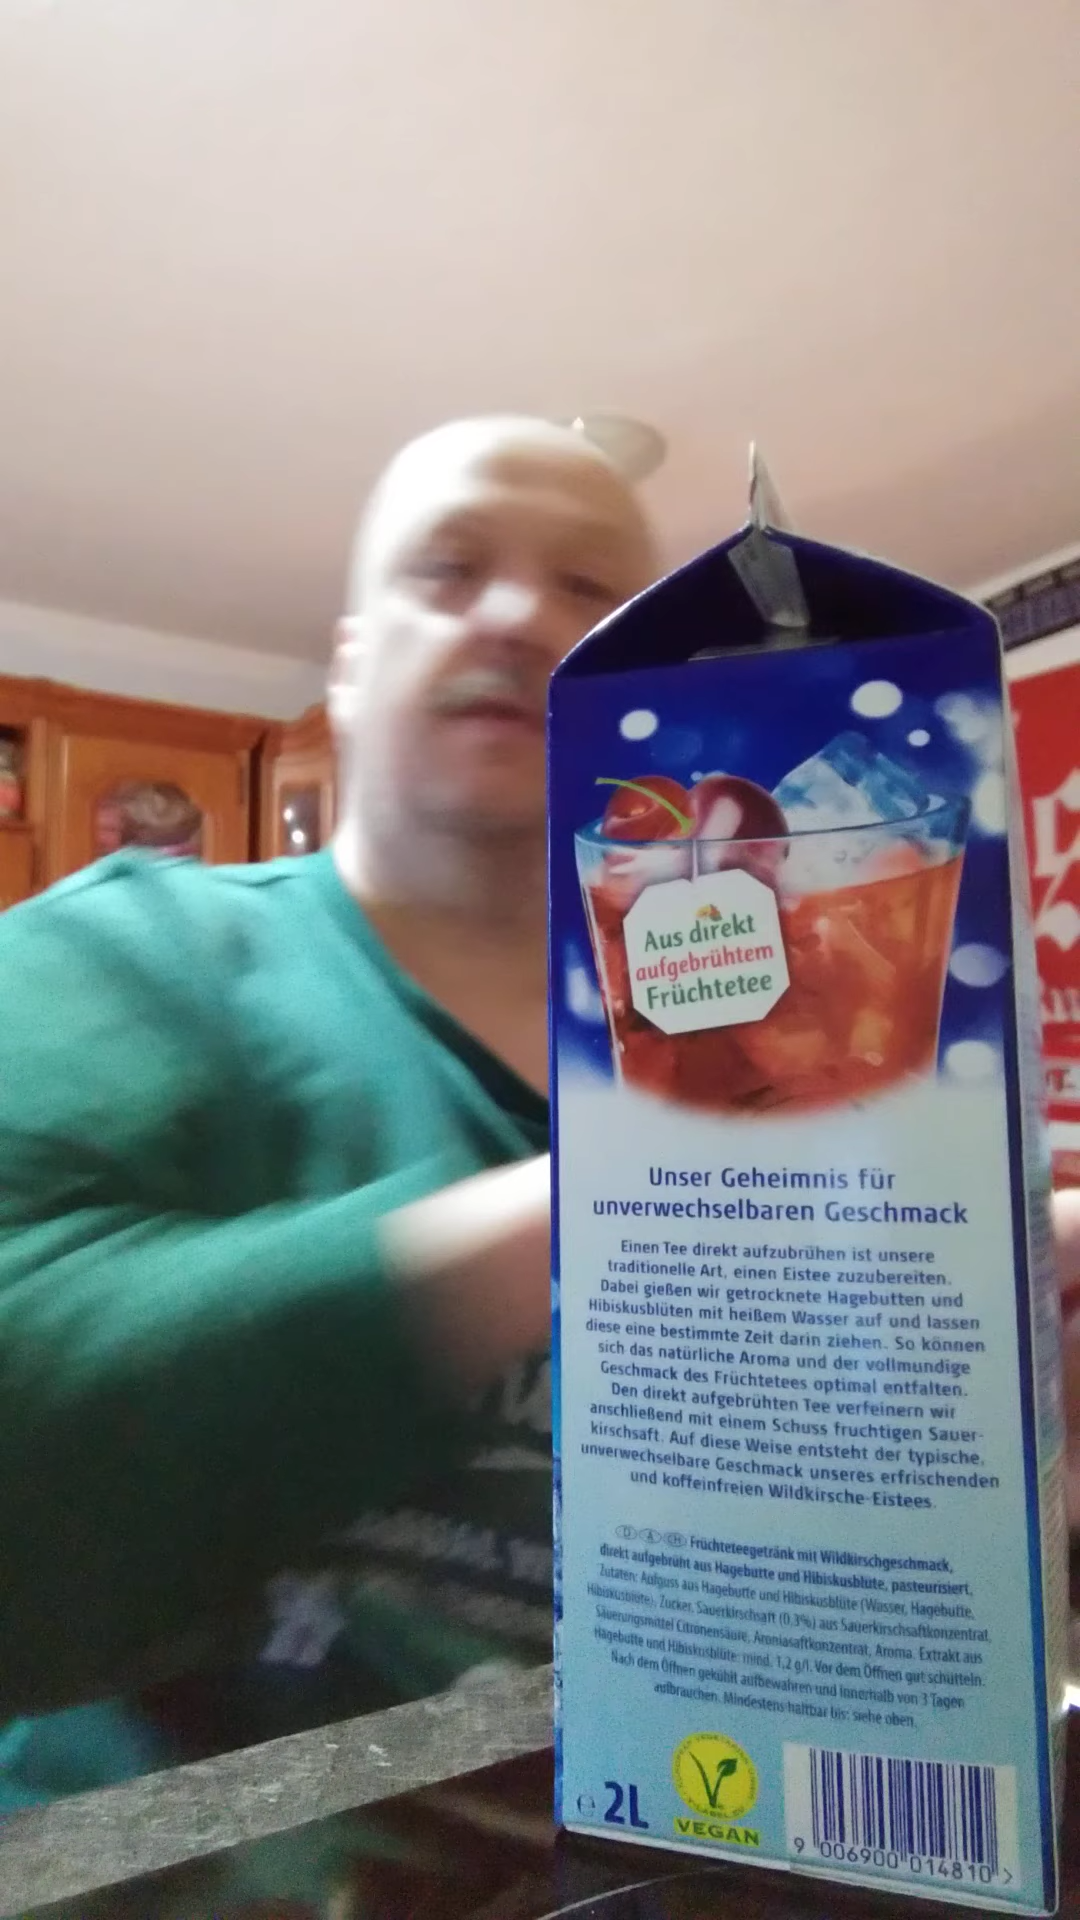 Aus direkt
aufgebrühtem
Früchtetee
Unser Geheimnis für
unverwechselbaren Geschmack
Einen Tee direkt aufzubrühen ist unsere
traditionelle Art, einen Eistee zuzubereiten.
Dabei gießen wir getrocknete Hagebutten und
Hibiskusblüten mit heißem Wasser auf und lassen
diese eine bestimmte Zeit darin ziehen. So können
sich das natürliche Aroma und der vollmundige
Geschmack des Früchtetees optimal entfalten.
Den direkt aufgebrühten Tee verfeinern wir
anschließend mit einem Schuss fruchtigen Sauer-
kirschsaft. Auf diese Weise entsteht der typische,
unverwechselbare Geschmack unseres erfrischenden
und koffeinfreien Wildkirsche-Eistees.
D A CH Früchteteegetränk mit Wildkirschgeschmack,
direkt aufgebrüht aus Hagebutte und Hibiskusblüte, pasteurisiert.
Zutaten: Aufguss aus Hagebutte und Hibiskusblüte (Wasser, Hagebutte,
Hibiskusblüte), Zucker, Sauerkirschsaft (0,3%) aus Sauerkirschsaftkonzentrat,
Säuerungsmittel Citronensäure, Aroniasaftkonzentrat, Aroma. Extrakt aus
Hagebutte und Hibiskusblüte: mind. 1,2 g/l. Vor dem Öffnen gut schütteln.
Nach dem Öffnen gekühlt aufbewahren und innerhalb von 3 Tagen
aufbrauchen. Mindestens haltbar bis: siehe oben.
℮ 2L
VEGAN
9 006900 014810 >